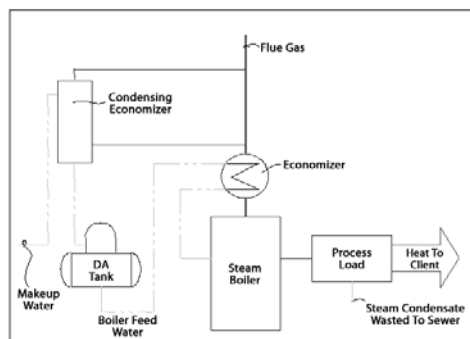 Flue Gas
Condensing
Economizer
Economizer
DA
Tank
Steam
Boiler
Process
Load
Heat To
Client
Makeup
Water
Boiler Feed
Water
Steam Condensate
Wasted To Sewer